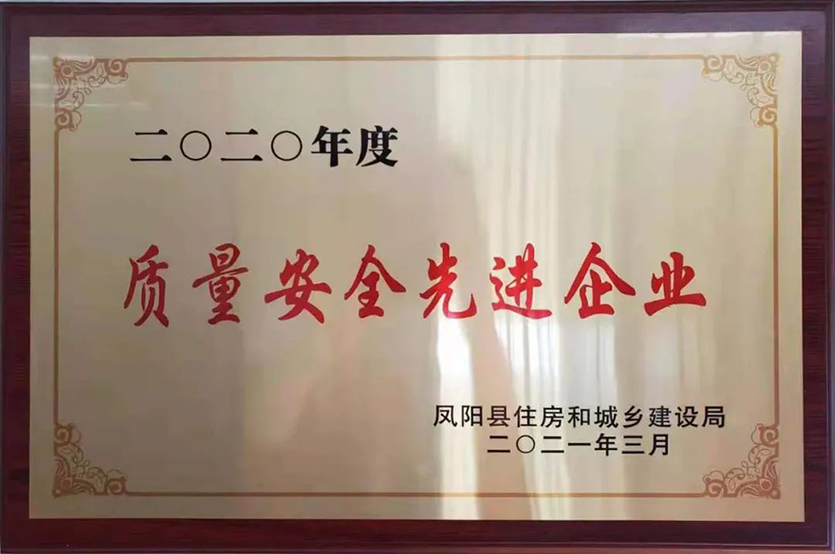 二〇二〇年度
质量安全先进企业
凤阳县住房和城乡建设局
二〇二一年三月